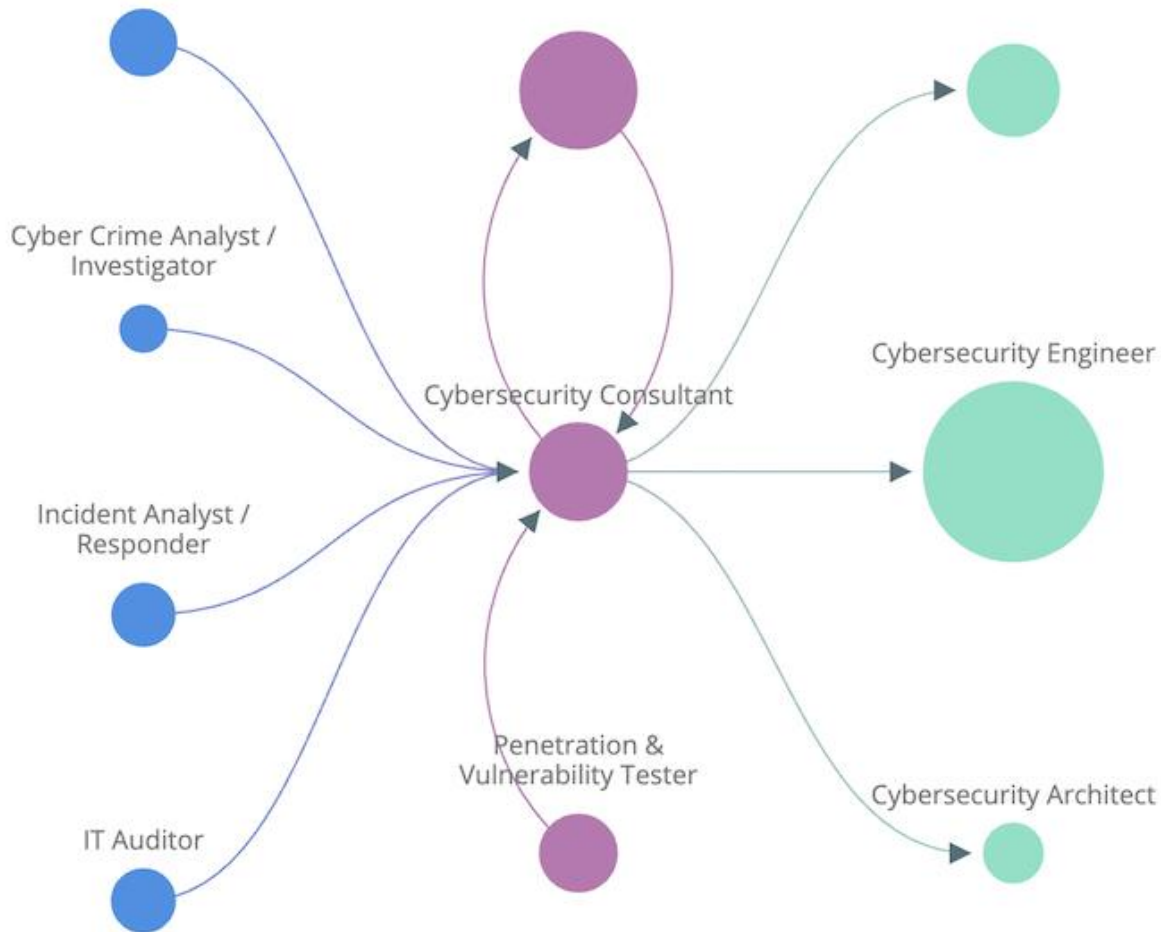 Cyber Crime Analyst /
Investigator
Cybersecurity Engineer
Cybersecurity Consultant
Incident Analyst /
Responder
Penetration &
Vulnerability Tester
Cybersecurity Architect
IT Auditor